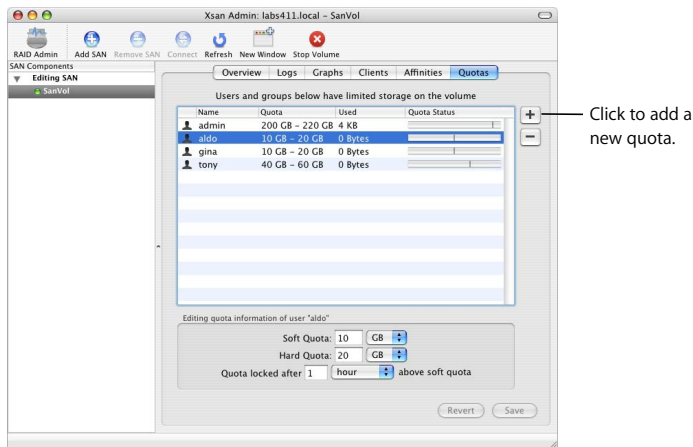 Xsan Admin: labs411.local – SanVol
RAID Admin Add SAN Remove SAN Connect Refresh New Window Stop Volume
SAN Components
Editing SAN
SanVol
Overview Logs Graphs Clients Affinities Quotas
Users and groups below have limited storage on the volume
Name Quota Used Quota Status
admin 200 GB – 220 GB 4 KB
aldo 10 GB – 20 GB 0 Bytes
gina 10 GB – 20 GB 0 Bytes
tony 40 GB – 60 GB 0 Bytes
Click to add a
new quota.
Editing quota information of user "aldo"
Soft Quota: 10 GB
Hard Quota: 20 GB
Quota locked after 1 hour above soft quota
Revert Save